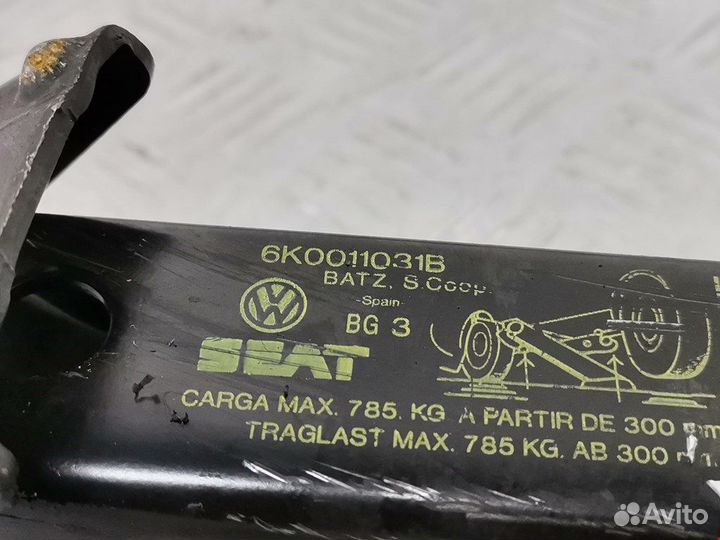 6K0011031B
BATZ, S.Coop.
-Spain-
BG 3
SEAT
CARGA MAX. 785. KG A PARTIR DE 300 mm
TRAGLAST MAX. 785 KG. AB 300 m
Avito